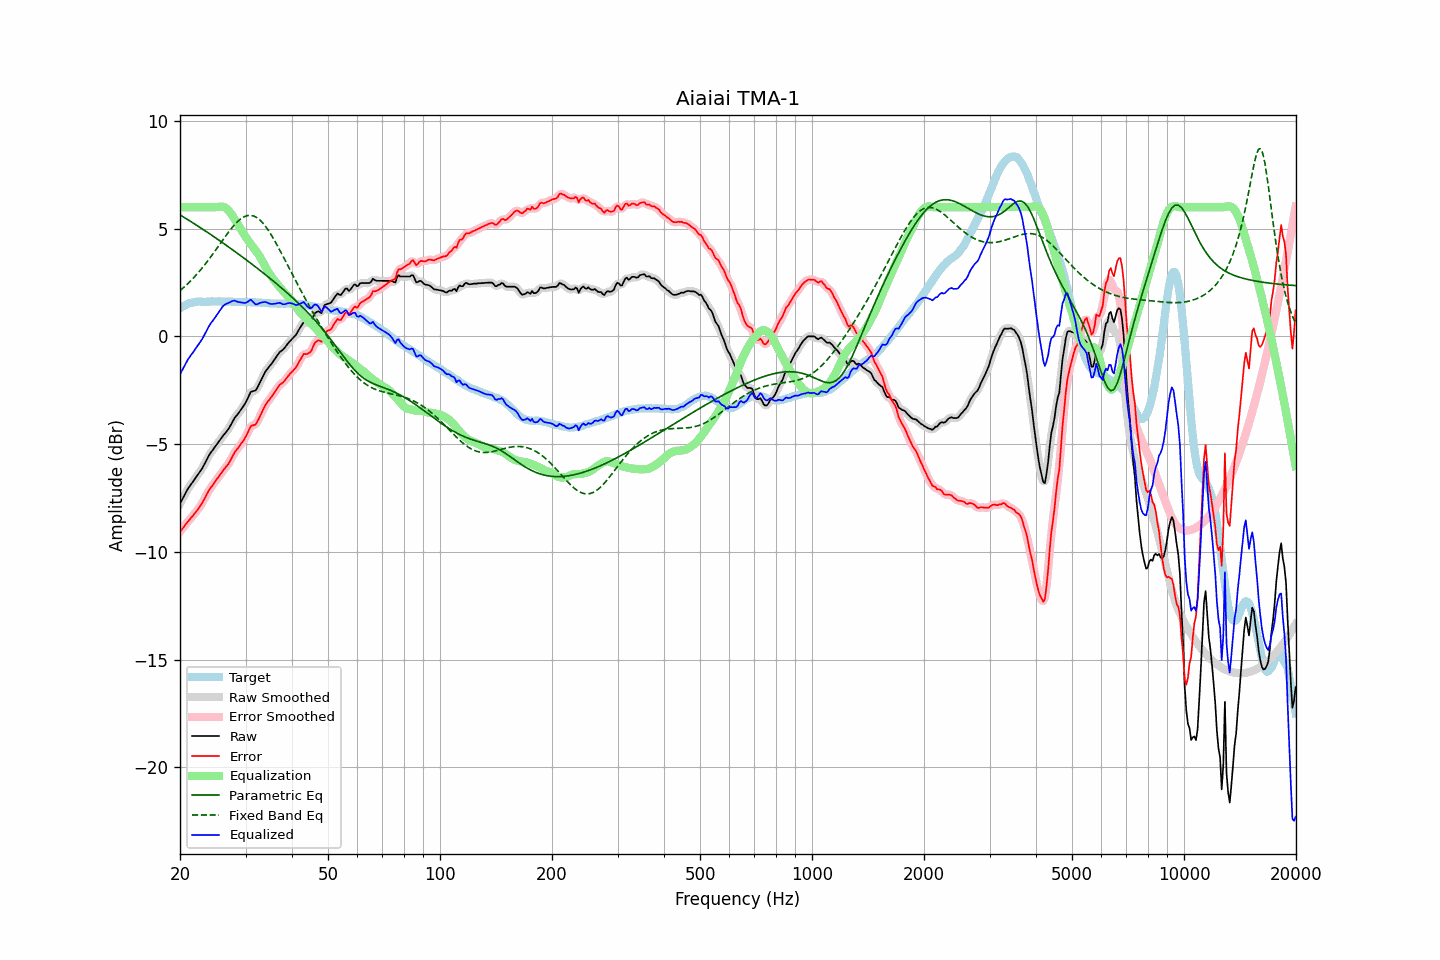 Aiaiai TMA-1
Amplitude (dBr)
10
5
0
−5
−10
−15
−20
Target
Raw Smoothed
Error Smoothed
Raw
Error
Equalization
Parametric Eq
Fixed Band Eq
Equalized
20 50 100 200 500 1000 2000 5000 10000 20000
Frequency (Hz)